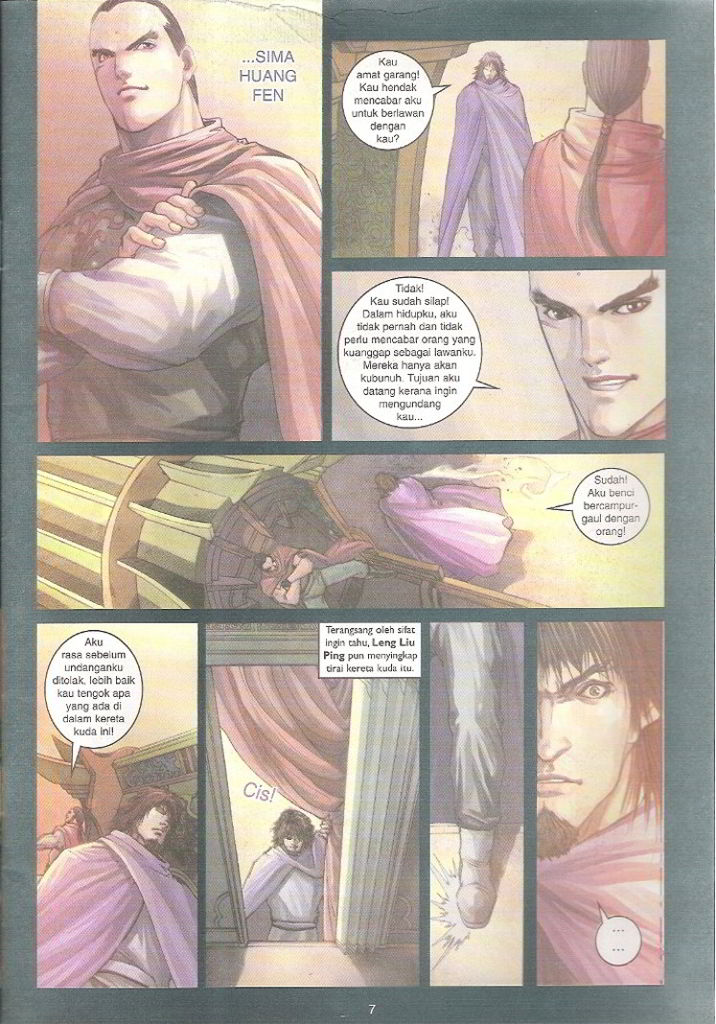 ...SIMA
HUANG
FEN
Kau
amat garang!
Kau hendak
mencabar aku
untuk berlawan
dengan
kau?
Tidak!
Kau sudah silap!
Dalam hidupku, aku
tidak pernah dan tidak
perlu mencabar orang yang
kuanggap sebagai lawanku.
Mereka hanya akan
kubunuh. Tujuan aku
datang kerana ingin
mengundang
kau...
Sudah!
Aku benci
bercampur-
gaul dengan
orang!
Aku
rasa sebelum
undanganku
ditolak, lebih baik
kau tengok apa
yang ada di
dalam kereta
kuda ini!
Terangsang oleh sifat
ingin tahu, Leng Liu
Ping pun menyingkap
tirai kereta kuda itu.
Cis!
...
...
7